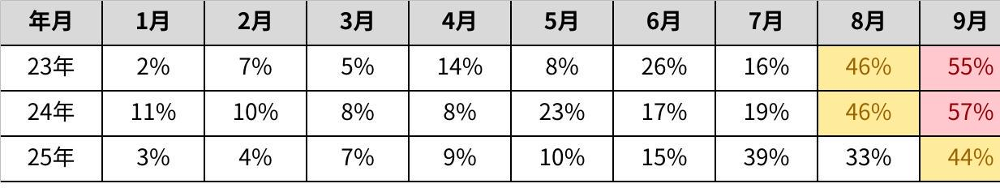 年月 1月 2月 3月 4月 5月 6月 7月 8月 9月
23年 2% 7% 5% 14% 8% 26% 16% 46% 55%
24年 11% 10% 8% 8% 23% 17% 19% 46% 57%
25年 3% 4% 7% 9% 10% 15% 39% 33% 44%